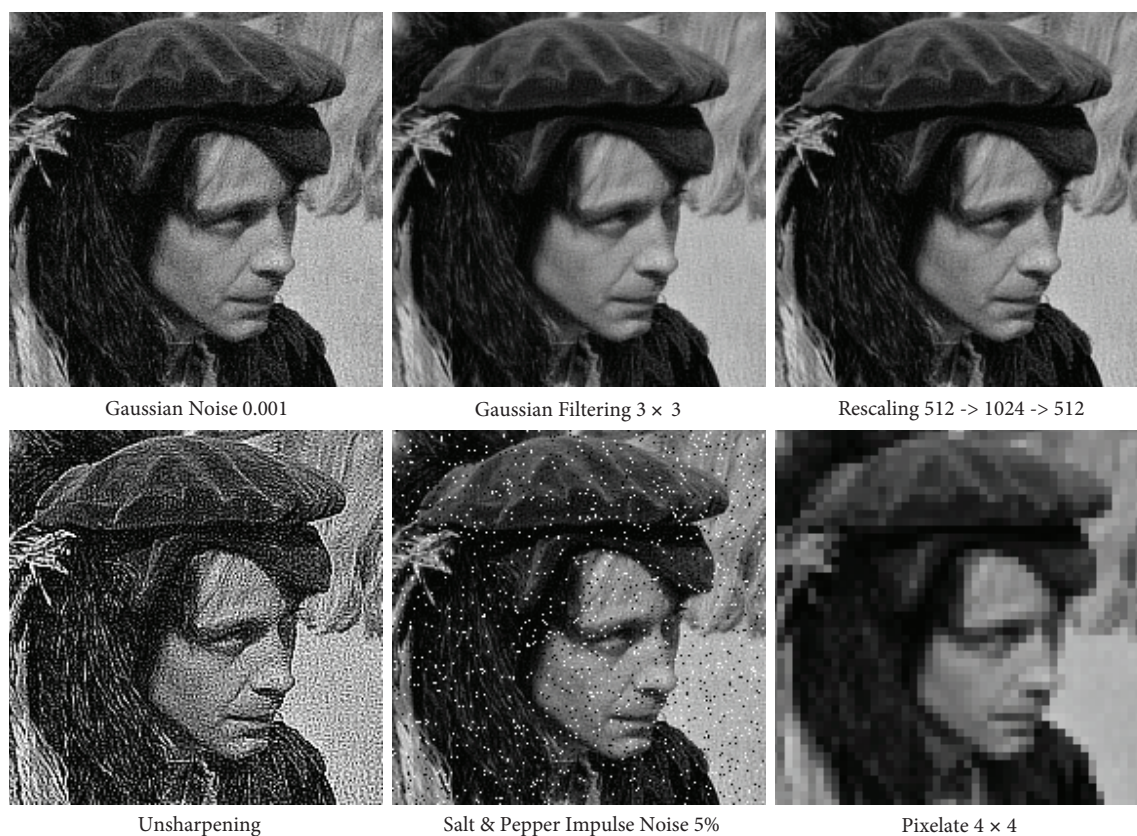 Gaussian Noise 0.001
Gaussian Filtering 3 × 3
Rescaling 512 -> 1024 -> 512
Unsharpening
Salt & Pepper Impulse Noise 5%
Pixelate 4 × 4